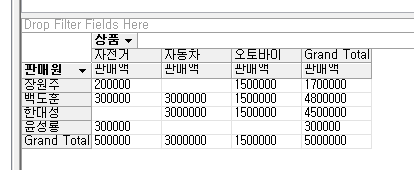 Drop Filter Fields Here
상품
자전거 자동차 오토바이 Grand Total
판매원 판매액 판매액 판매액 판매액
장원주 200000 1500000 1700000
백도훈 300000 3000000 1500000 4800000
한대성 3000000 1500000 4500000
윤성률 300000 300000
Grand Total 500000 3000000 1500000 5000000